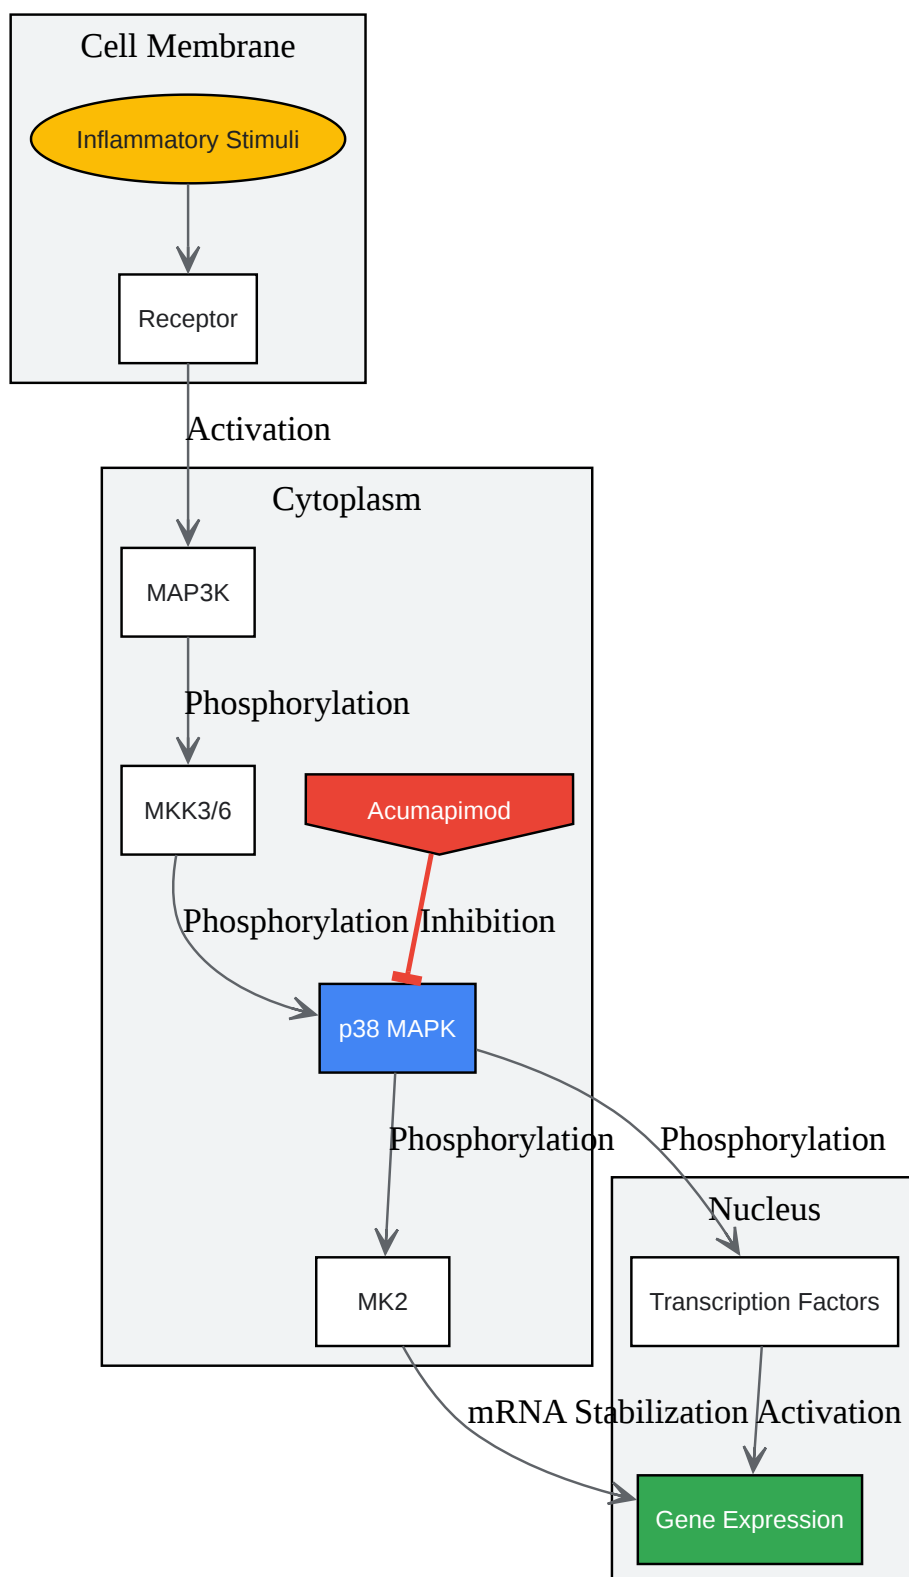 Cell Membrane
Inflammatory Stimuli
Receptor
Activation
Cytoplasm
MAP3K
Phosphorylation
MKK3/6
Acumapimod
Phosphorylation
Inhibition
p38 MAPK
Phosphorylation
Phosphorylation
Nucleus
MK2
Transcription Factors
mRNA Stabilization
Activation
Gene Expression